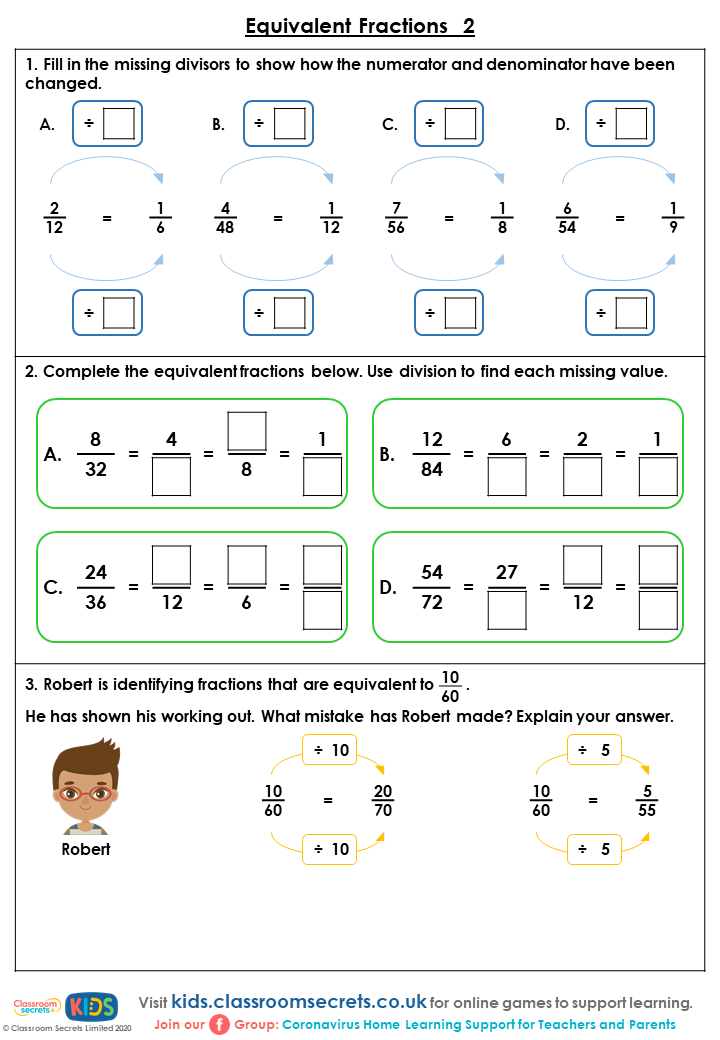 Equivalent Fractions 2
1. Fill in the missing divisors to show how the numerator and denominator have been
changed.
A. ÷ B. ÷ C. ÷ D. ÷
2/12 = 1/6 4/48 = 1/12 7/56 = 1/8 6/54 = 1/9
÷ ÷ ÷ ÷
2. Complete the equivalent fractions below. Use division to find each missing value.
A. 8/32 = 4/□ = □/8 = 1/□ B. 12/84 = 6/□ = 2/□ = 1/□
C. 24/36 = □/12 = □/6 = □/□ D. 54/72 = 27/□ = □/12 = □/□
3. Robert is identifying fractions that are equivalent to 10/60 .
He has shown his working out. What mistake has Robert made? Explain your answer.
÷ 10 ÷ 5
10/60 = 20/70 10/60 = 5/55
÷ 10 ÷ 5
Robert
Classroom Secrets KIDS
Visit kids.classroomsecrets.co.uk for online games to support learning.
© Classroom Secrets Limited 2020
Join our f Group: Coronavirus Home Learning Support for Teachers and Parents